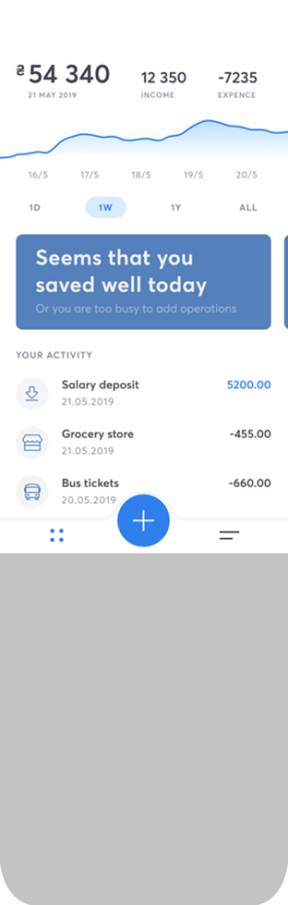 ₴54 340
21 MAY 2019
12 350
INCOME
-7235
EXPENCE
16/5 17/5 18/5 19/5 20/5
1D 1W 1Y ALL
Seems that you
saved well today
Or you are too busy to add operations
YOUR ACTIVITY
Salary deposit 5200.00
21.05.2019
Grocery store -455.00
21.05.2019
Bus tickets -660.00
20.05.2019